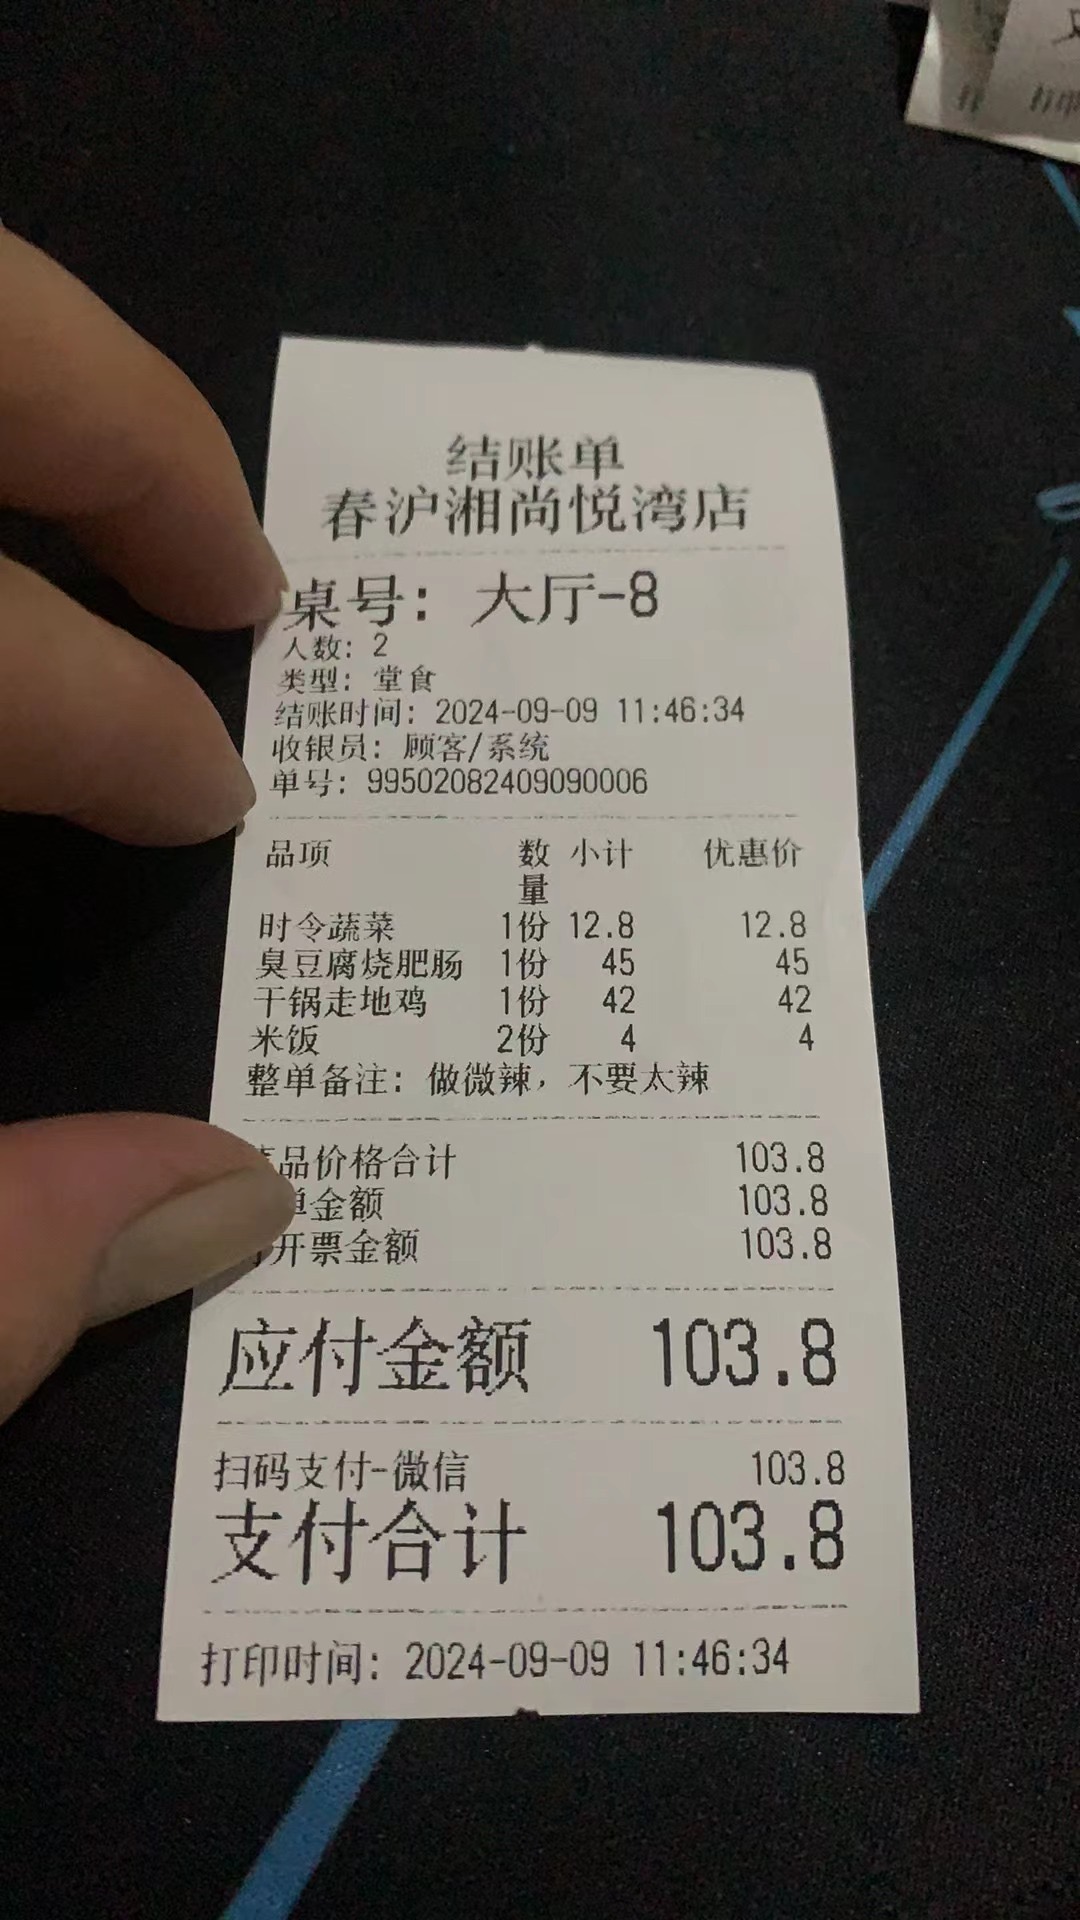 结账单
春沪湘尚悦湾店
桌号: 大厅-8
人数: 2
类型: 堂食
结账时间: 2024-09-09 11:46:34
收银员: 顾客/系统
单号: 99502082409090006
品项 数量 小计 优惠价
时令蔬菜 1份 12.8 12.8
臭豆腐烧肥肠 1份 45 45
干锅走地鸡 1份 42 42
米饭 2份 4 4
整单备注: 做微辣, 不要太辣
品价格合计 103.8
单金额 103.8
开票金额 103.8
应付金额 103.8
扫码支付-微信 103.8
支付合计 103.8
打印时间: 2024-09-09 11:46:34